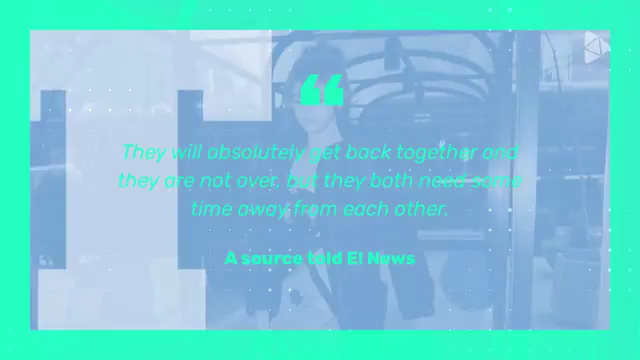 “
They will absolutely get back together and
they are not over, but they both need some
time away from each other.
A source told E! News